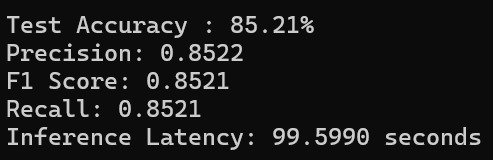 Test Accuracy : 85.21%
Precision: 0.8522
F1 Score: 0.8521
Recall: 0.8521
Inference Latency: 99.5990 seconds